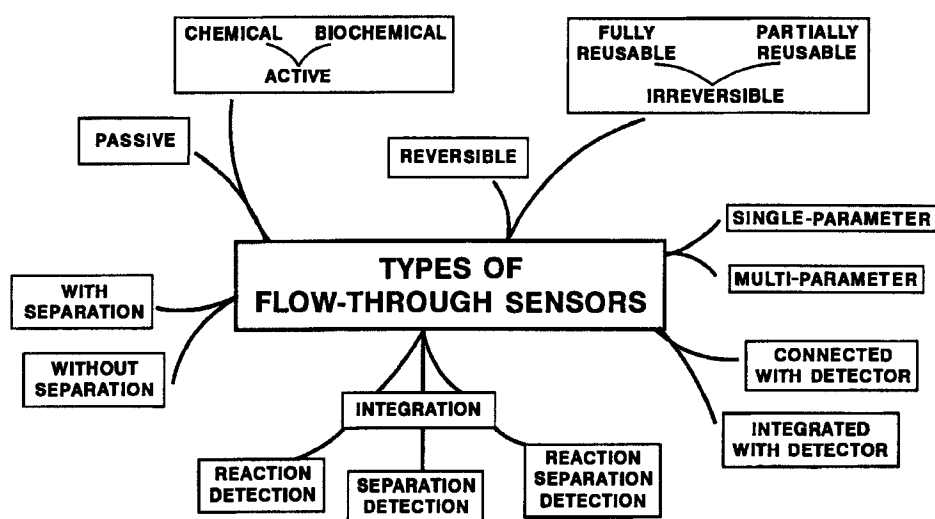 CHEMICAL BIOCHEMICAL
ACTIVE
FULLY
REUSABLE
PARTIALLY
REUSABLE
IRREVERSIBLE
PASSIVE
REVERSIBLE
SINGLE-PARAMETER
MULTI-PARAMETER
TYPES OF
FLOW-THROUGH SENSORS
WITH
SEPARATION
WITHOUT
SEPARATION
CONNECTED
WITH DETECTOR
INTEGRATED
WITH DETECTOR
INTEGRATION
REACTION
DETECTION
SEPARATION
DETECTION
REACTION
SEPARATION
DETECTION